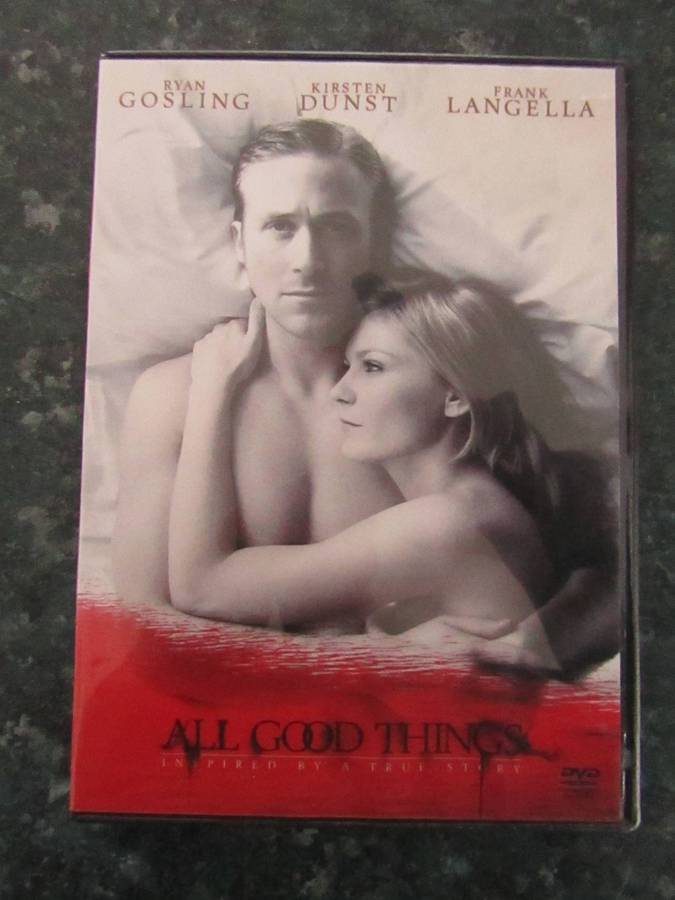 RYAN KIRSTEN FRANK
GOSLING DUNST LANGELLA
ALL GOOD THINGS
INSPIRED BY A TRUE STORY
DVD